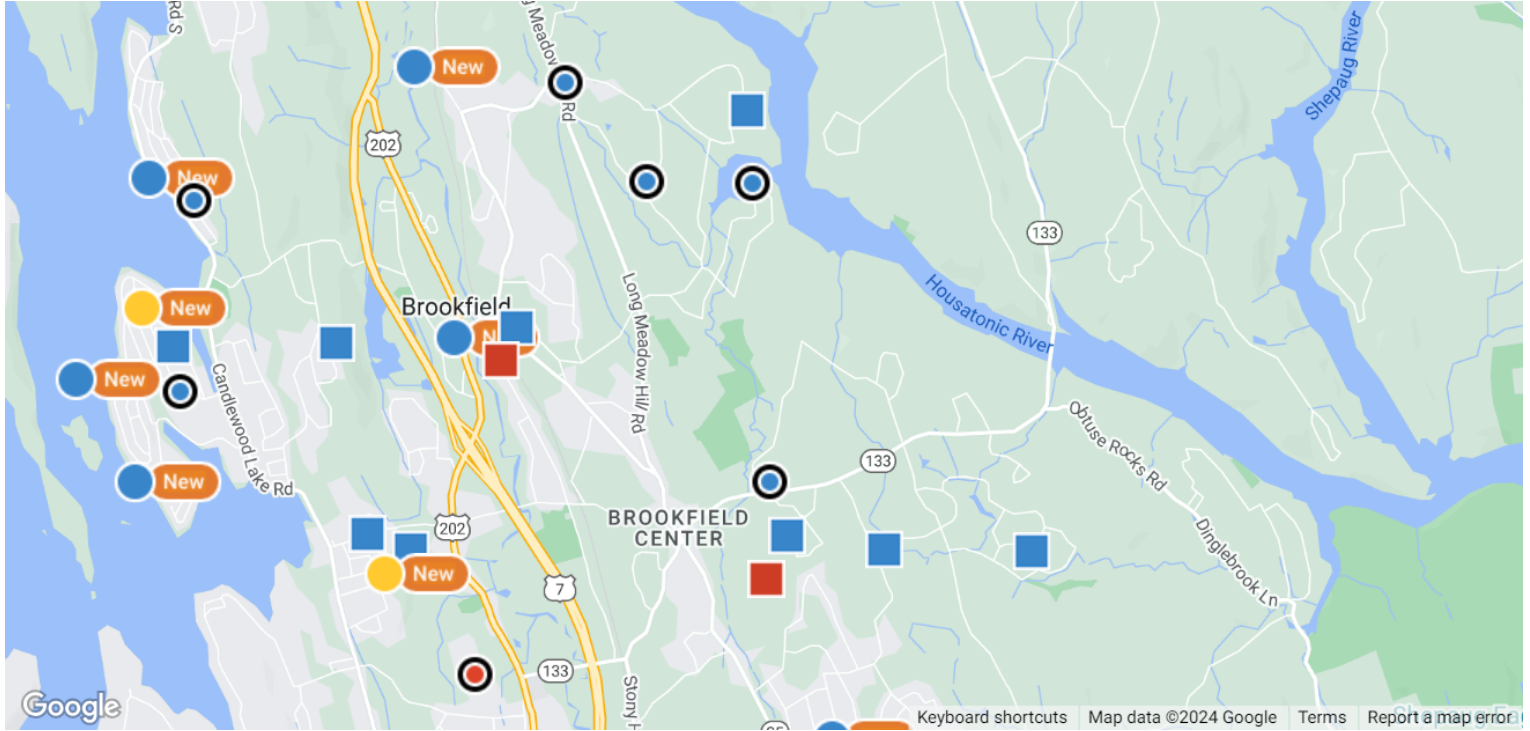 Rd S
Long Meadow Rd
New
Shepaug River
202
New
133
New
Brookfield
Long Meadow Hill Rd
Housatonic River
New
Candlewood Lake Rd
133
Obtuse Rocks Rd
New
BROOKFIELD
CENTER
202
Dinglebrook Ln
New
7
133
Google
Keyboard shortcuts
Map data ©2024 Google
Terms
Report a map error